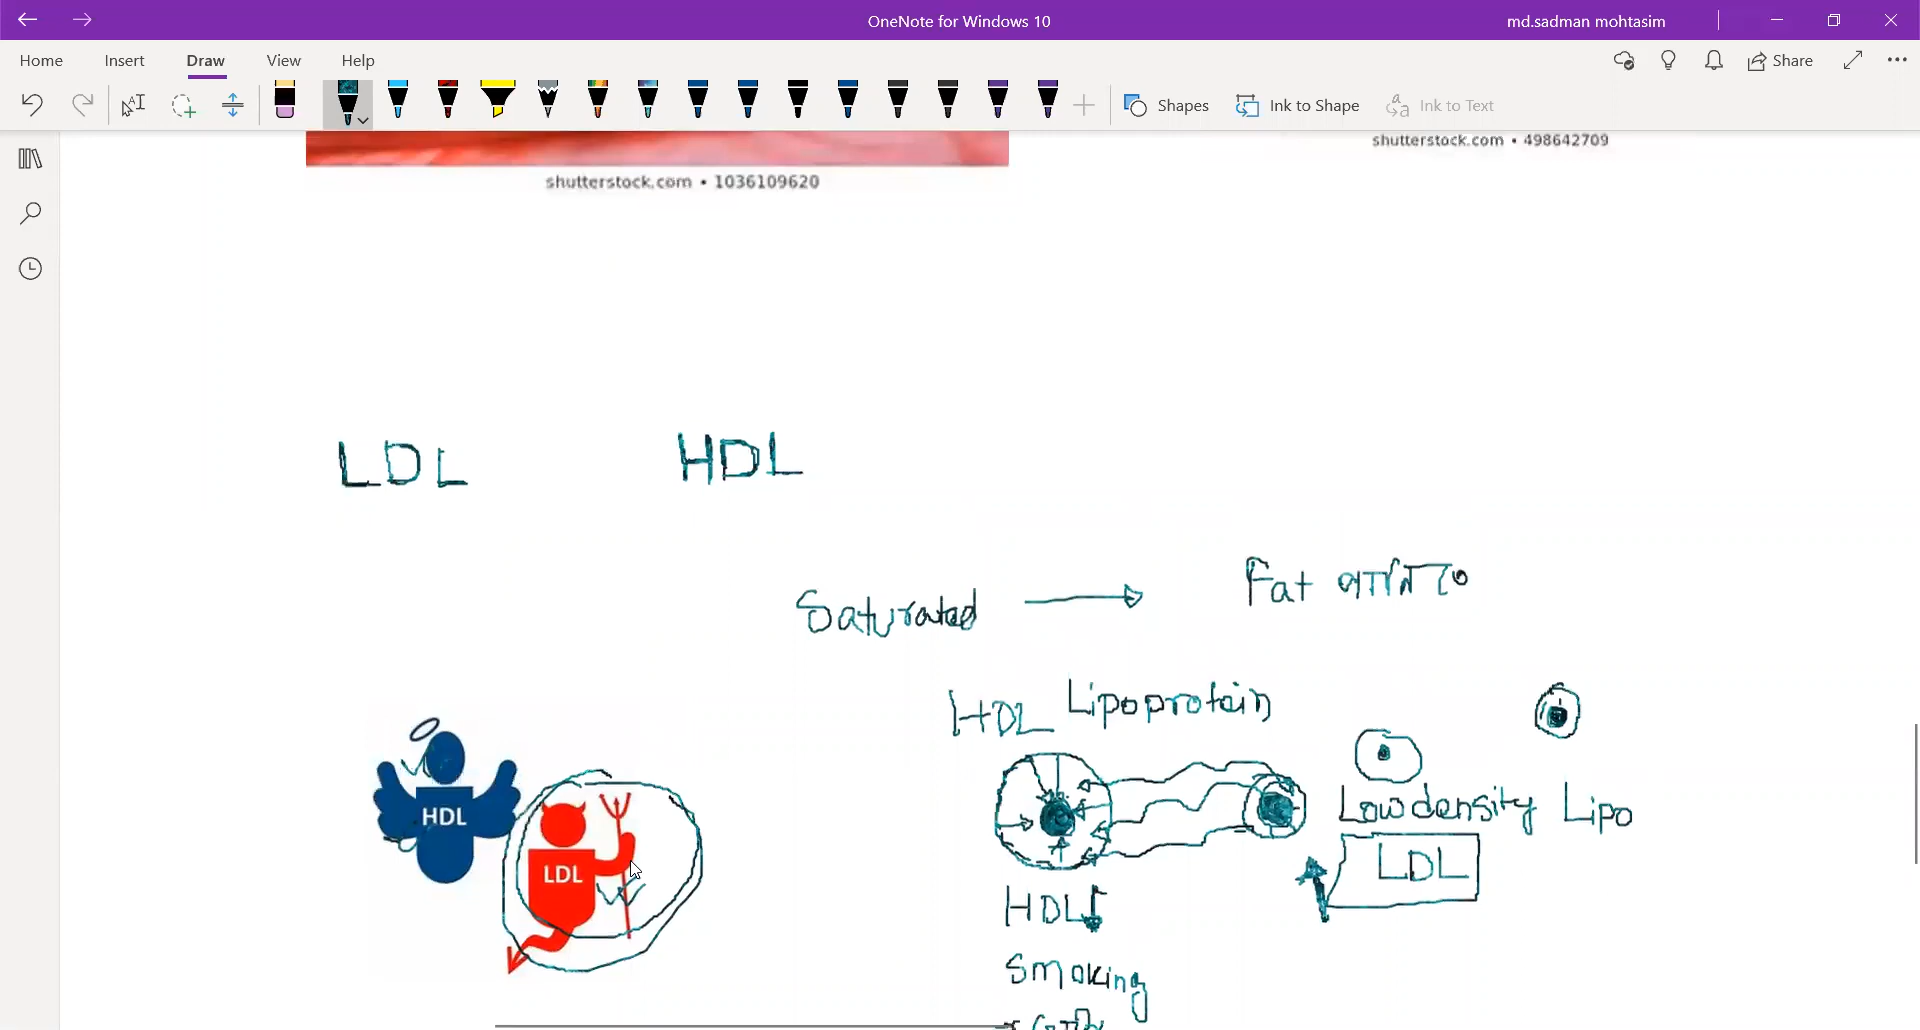 OneNote for Windows 10
md.sadman mohtasim
Home Insert Draw View Help
Share
Shapes Ink to Shape Ink to Text
shutterstock.com • 498642709
shutterstock.com • 1036109620
LDL HDL
Saturated Fat
HDL Lipoprotein
HDL
LDL
Lowdensity Lipo
LDL
HDL
Smoking